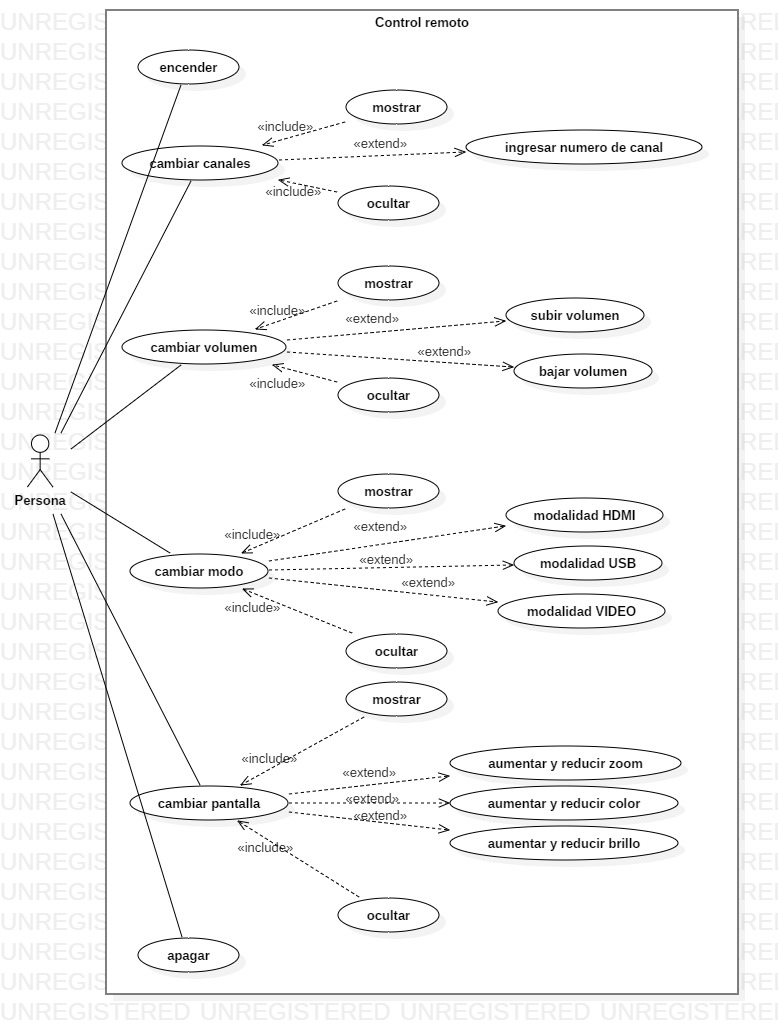 Control remoto
encender
mostrar
«include»
«extend»
cambiar canales
ingresar numero de canal
«include»
ocultar
mostrar
«include»
«extend»
subir volumen
cambiar volumen
«extend»
bajar volumen
«include»
ocultar
Persona
mostrar
«include»
«extend»
modalidad HDMI
«extend»
modalidad USB
cambiar modo
«extend»
modalidad VIDEO
«include»
ocultar
mostrar
«include»
«extend»
aumentar y reducir zoom
cambiar pantalla
«extend»
aumentar y reducir color
«extend»
aumentar y reducir brillo
«include»
ocultar
apagar
UNREGISTERED UNREGISTERED UNREGISTERED UNREGISTERED